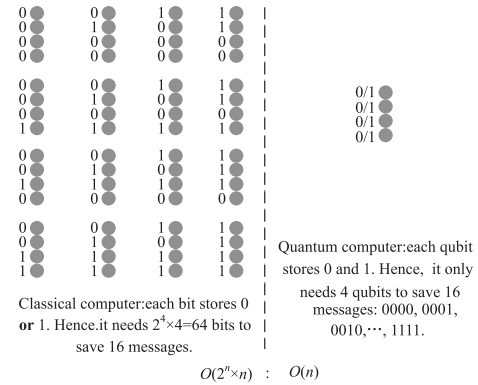 0 0 1 1
0 1 0 1
0 0 0 0
0 0 0 0
0 0 1 1
0 1 0 1
0 0 0 0
1 1 1 1
0 0 1 1
0 1 0 1
1 1 1 1
0 0 0 0
0 0 1 1
0 1 0 1
1 1 1 1
1 1 1 1
Classical computer:each bit stores 0
or 1. Hence.it needs 2⁴×4=64 bits to
save 16 messages.
0/1
0/1
0/1
0/1
Quantum computer:each qubit
stores 0 and 1. Hence, it only
needs 4 qubits to save 16
messages: 0000, 0001,
0010,···, 1111.
O(2ⁿ×n) : O(n)